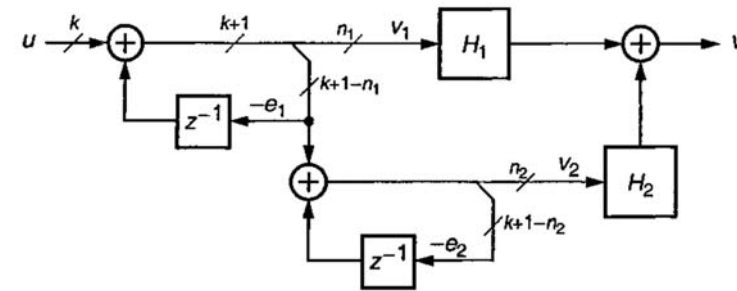 u k k+1 n₁ v₁ H₁ v
k+1−n₁
z⁻¹ −e₁
n₂ v₂ H₂
k+1−n₂
z⁻¹ −e₂